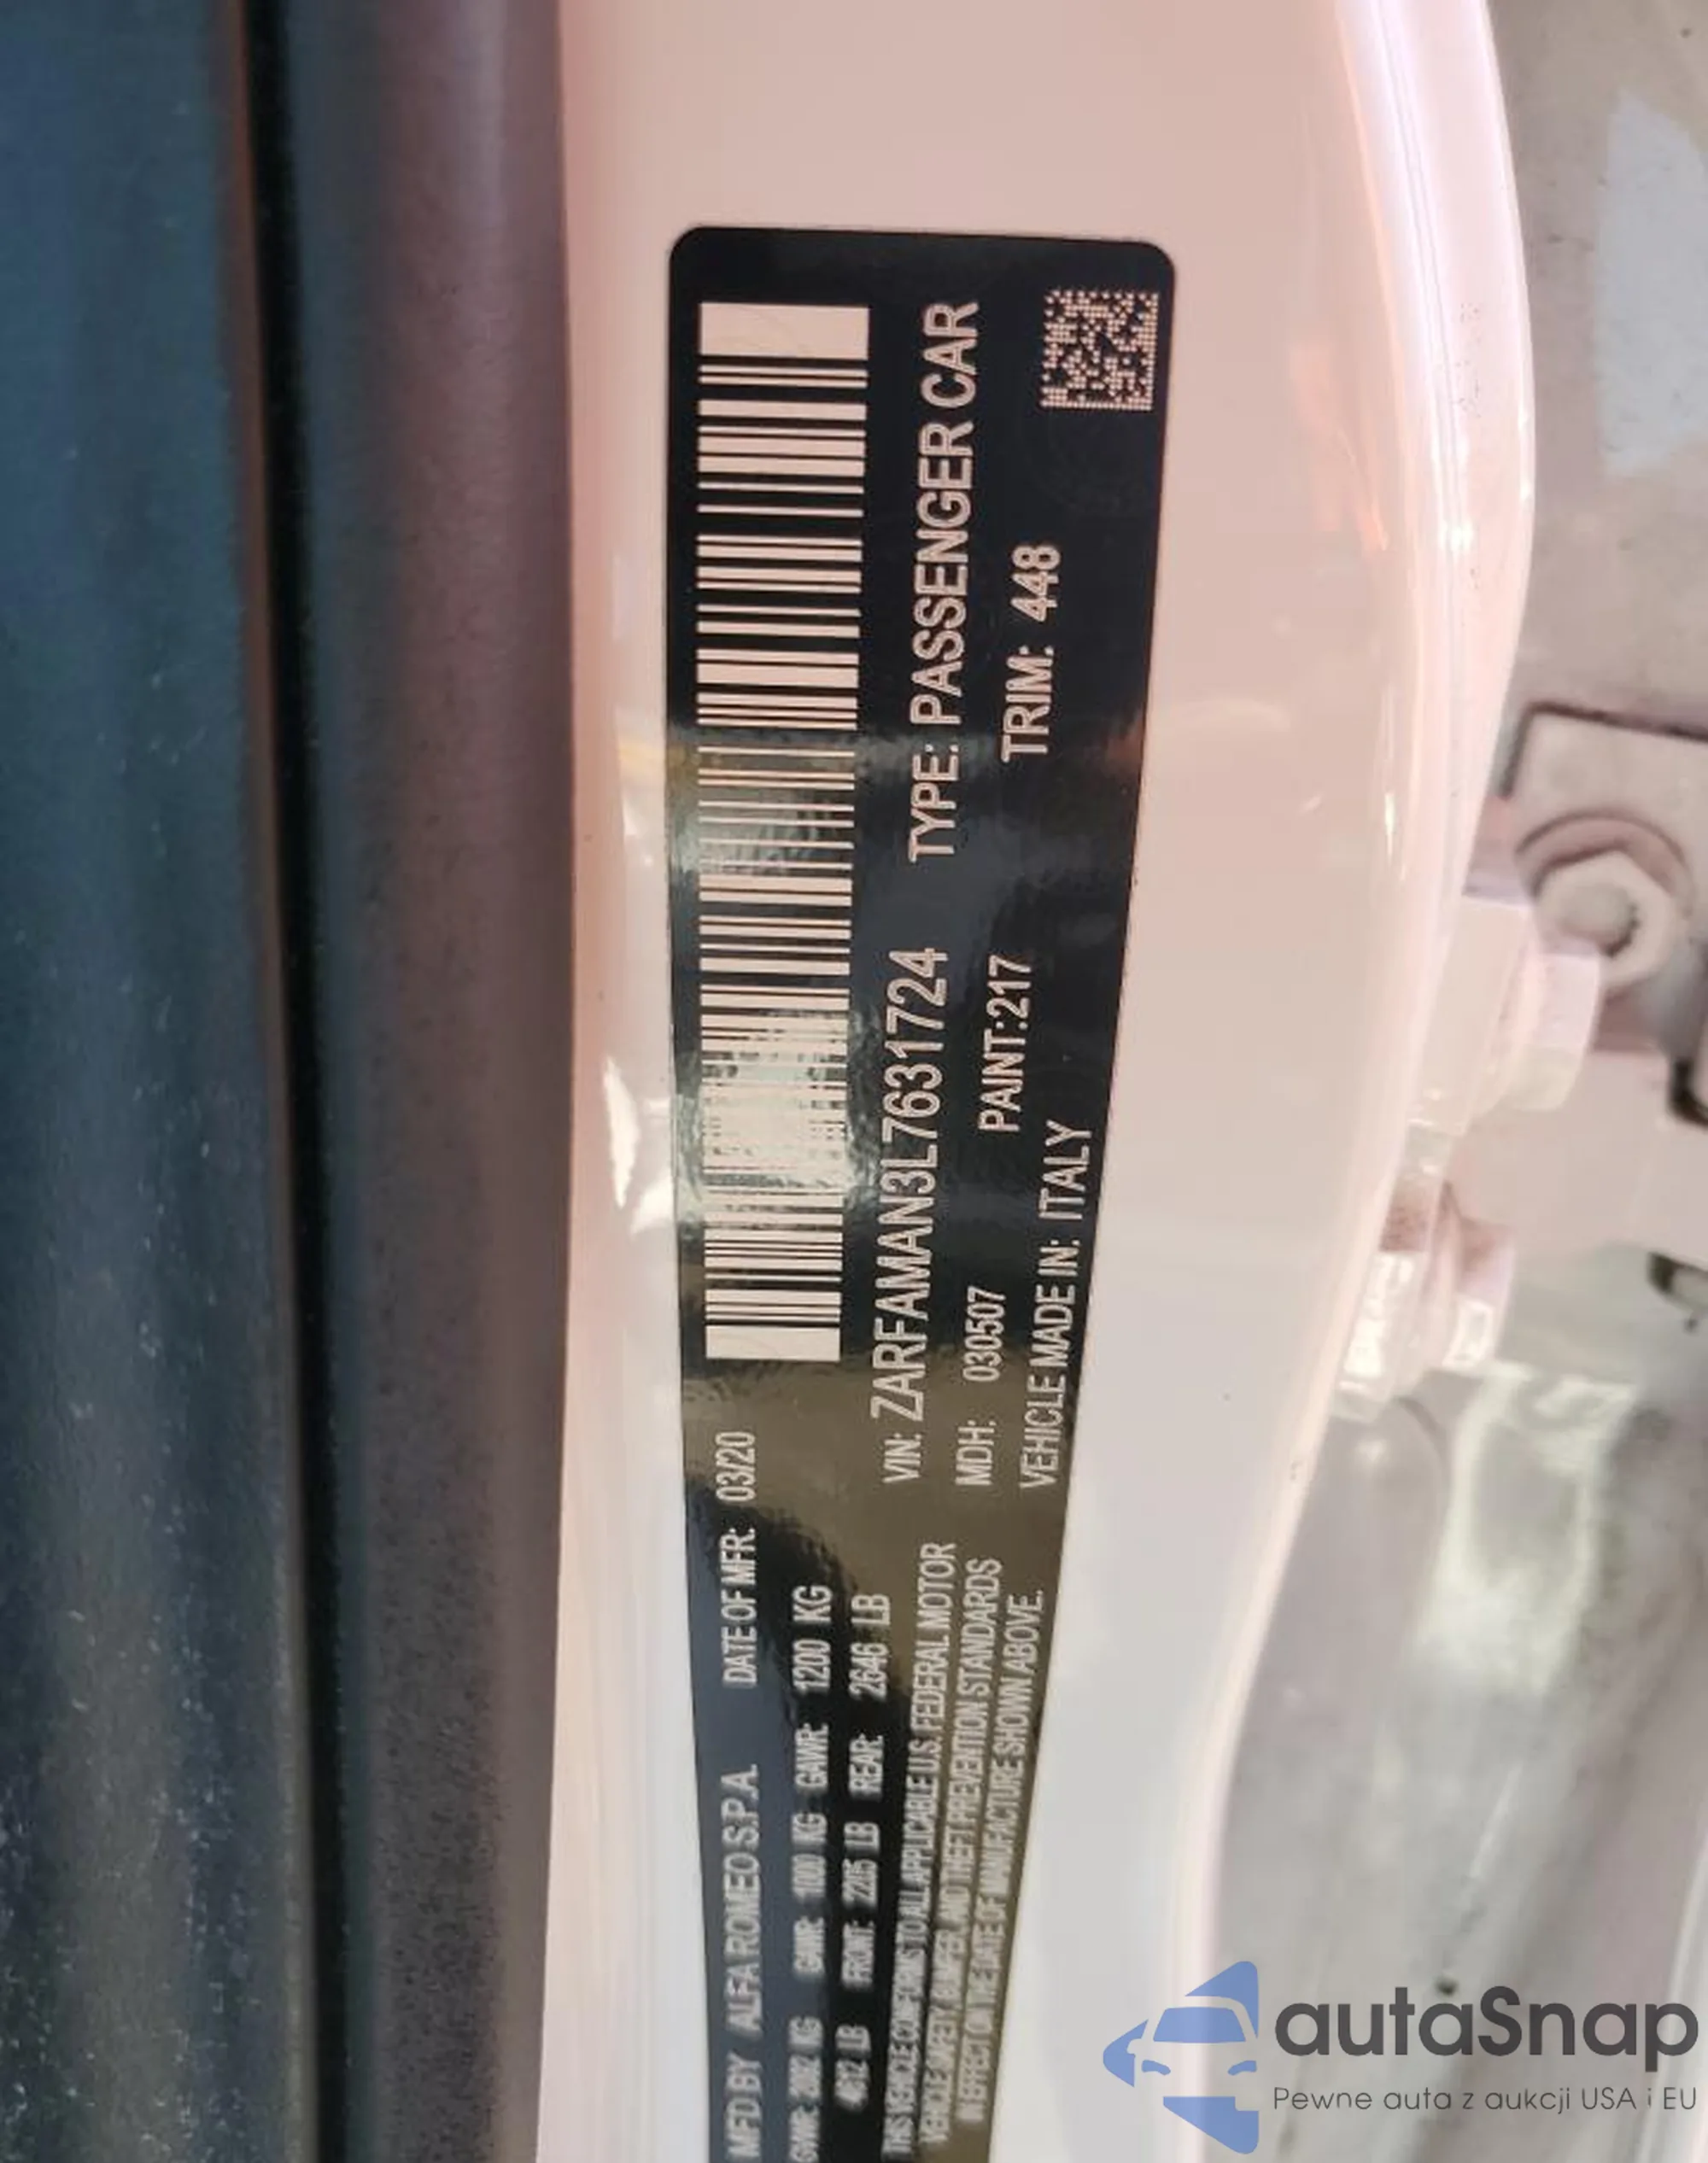 MFD BY ALFA ROMEO S.P.A. DATE OF MFR: 03/20
GVWR: KG GAWR: 1000 KG GAWR: 1200 KG
LB FRONT: 2205 LB REAR: 2646 LB
THIS VEHICLE CONFORMS TO ALL APPLICABLE U.S. FEDERAL MOTOR
VEHICLE SAFETY, BUMPER, AND THEFT PREVENTION STANDARDS
IN EFFECT ON THE DATE OF MANUFACTURE SHOWN ABOVE.
VIN: ZARFAMAN3L7631724 TYPE: PASSENGER CAR
MDH: 030507 PAINT:217 TRIM: 448
VEHICLE MADE IN: ITALY
autaSnap
Pewne auta z aukcji USA i EU